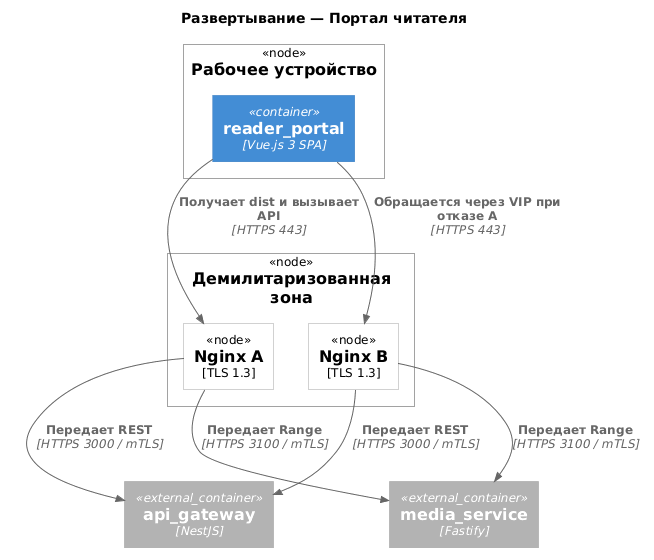 Развертывание — Портал читателя
«node»
Рабочее устройство
«container»
reader_portal
[Vue.js 3 SPA]
Получает dist и вызывает
API
[HTTPS 443]
Обращается через VIP при
отказе A
[HTTPS 443]
«node»
Демилитаризованная
зона
«node»
Nginx A
[TLS 1.3]
«node»
Nginx B
[TLS 1.3]
Передает REST
[HTTPS 3000 / mTLS]
Передает Range
[HTTPS 3100 / mTLS]
Передает REST
[HTTPS 3000 / mTLS]
Передает Range
[HTTPS 3100 / mTLS]
«external_container»
api_gateway
[NestJS]
«external_container»
media_service
[Fastify]